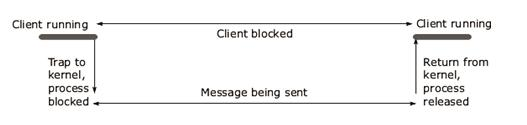 Client running
Client running
Client blocked
Trap to
kernel,
process
blocked
Return from
kernel,
process
released
Message being sent